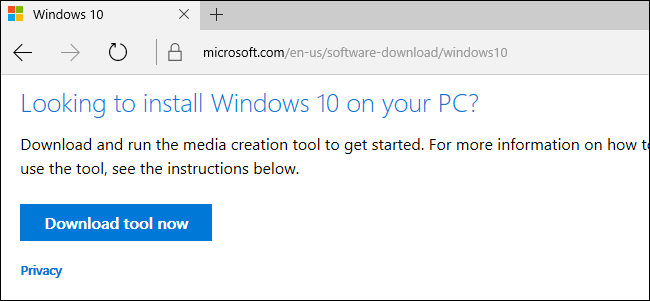 Windows 10
microsoft.com/en-us/software-download/windows10
Looking to install Windows 10 on your PC?
Download and run the media creation tool to get started. For more information on how to
use the tool, see the instructions below.
Download tool now
Privacy